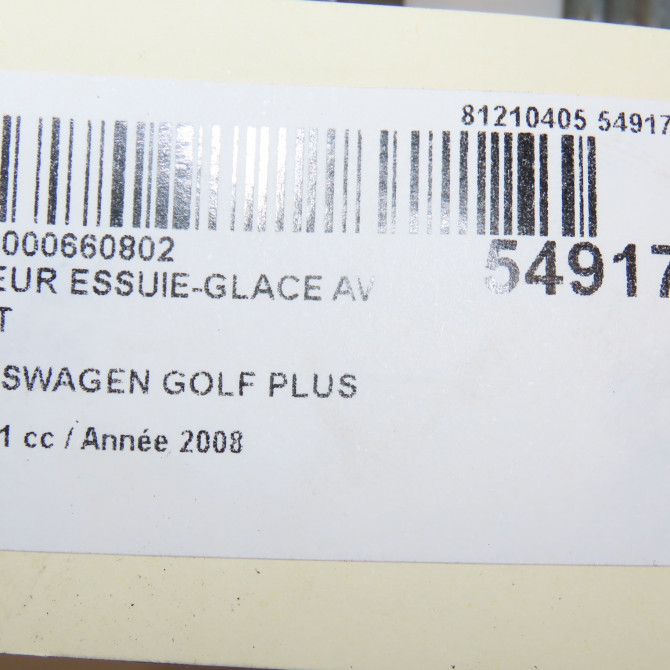 81210405 54917
000660802
54917
EUR ESSUIE-GLACE AV
T
SWAGEN GOLF PLUS
1 cc / Année 2008